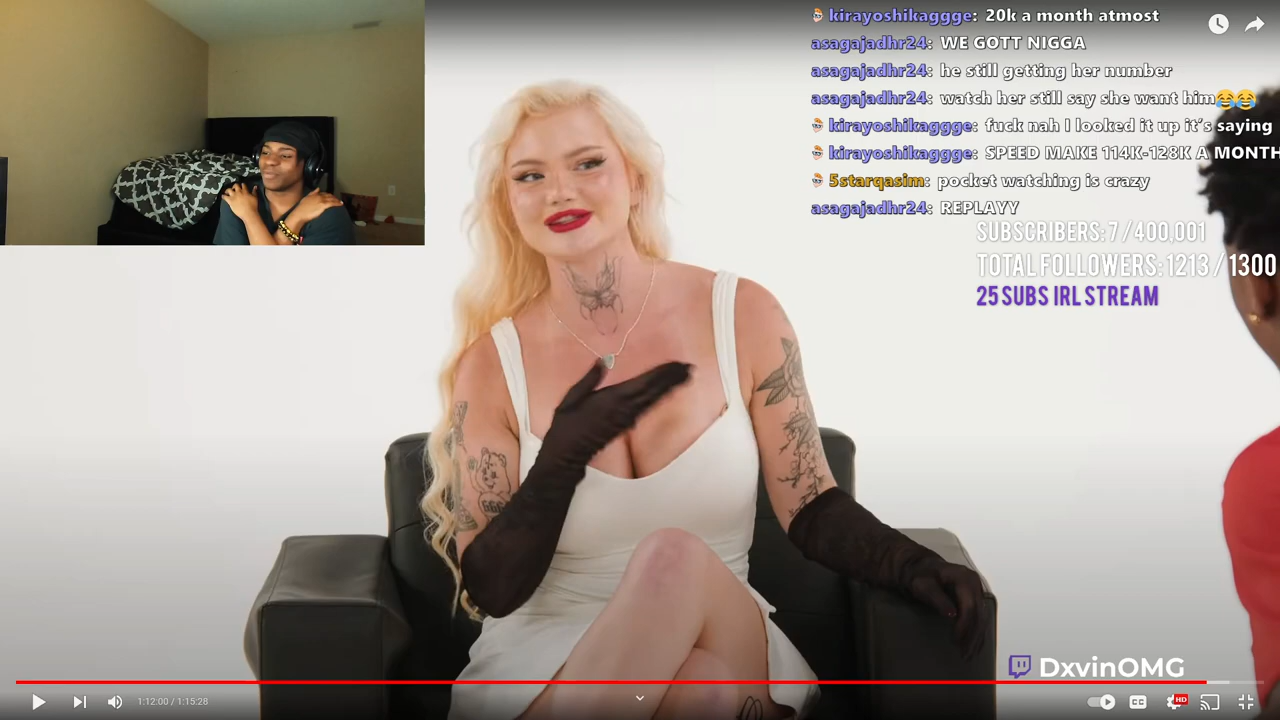 kirayoshikaggge: 20k a month atmost
asagajadhr24: WE GOTT NIGGA
asagajadhr24: he still getting her number
asagajadhr24: watch her still say she want him😂😂
kirayoshikaggge: fuck nah I looked it up it's saying
kirayoshikaggge: SPEED MAKE 114K-128K A MONTH
5starqasim: pocket watching is crazy
asagajadhr24: REPLAYY
SUBSCRIBERS: 7 / 400,001
TOTAL FOLLOWERS: 1213 / 1300
25 SUBS IRL STREAM
666
DxvinOMG
1:12:00 / 1:15:28
CC
HD